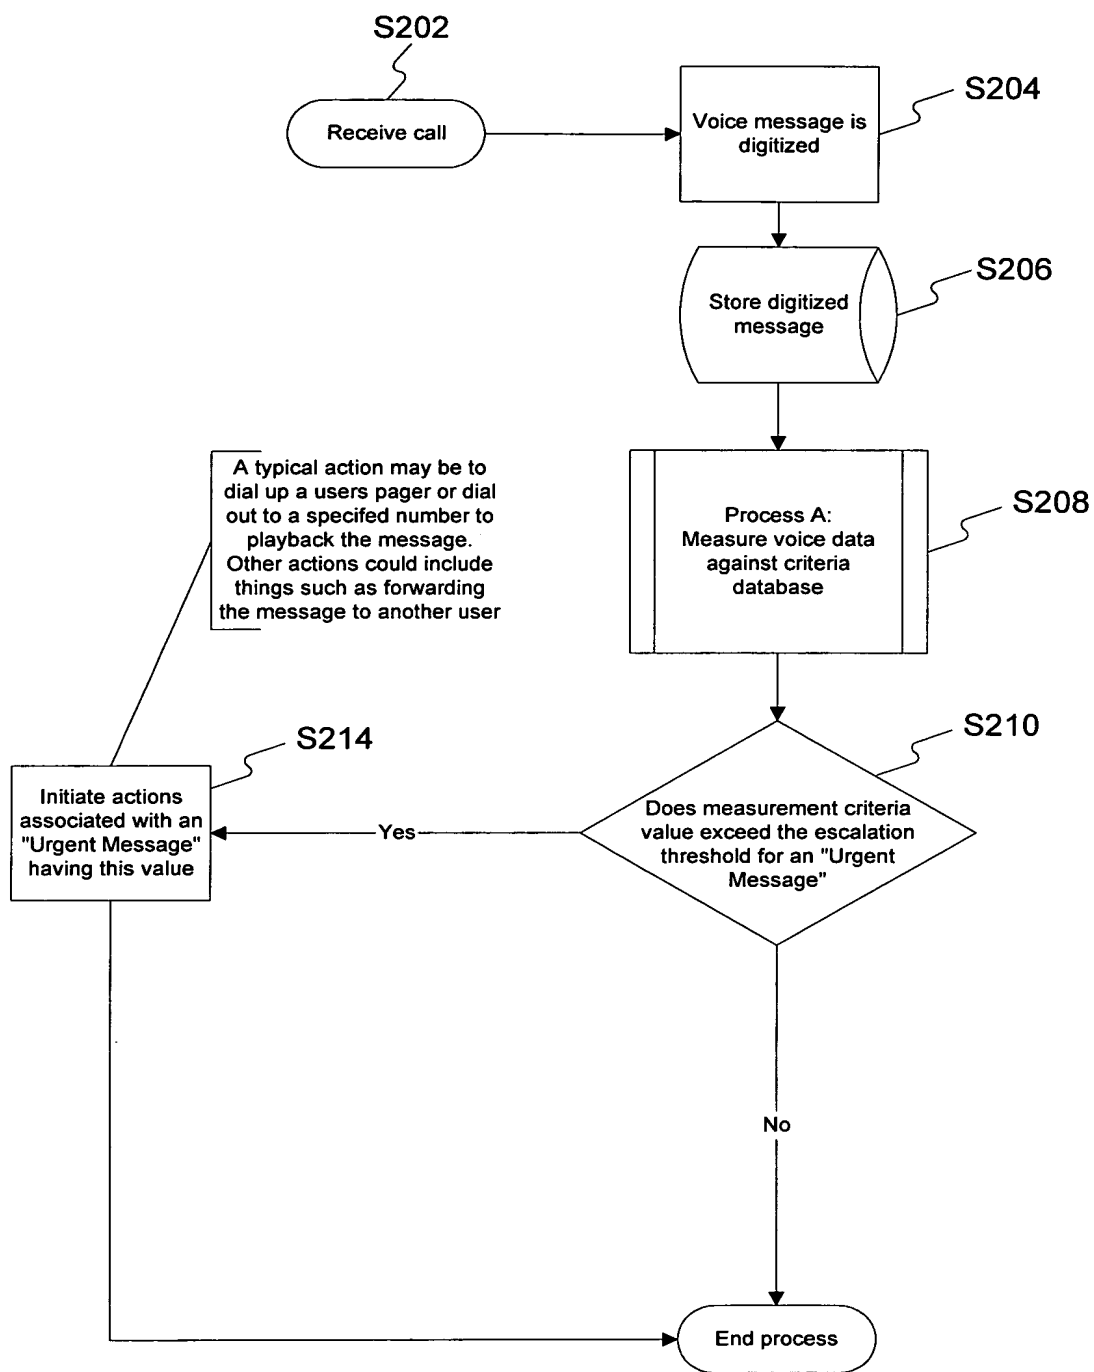 S202
Receive call
S204
Voice message is
digitized
S206
Store digitized
message
S208
Process A:
Measure voice data
against criteria
database
A typical action may be to
dial up a users pager or dial
out to a specifed number to
playback the message.
Other actions could include
things such as forwarding
the message to another user
S210
Does measurement criteria
value exceed the escalation
threshold for an "Urgent
Message"
Yes
S214
Initiate actions
associated with an
"Urgent Message"
having this value
No
End process